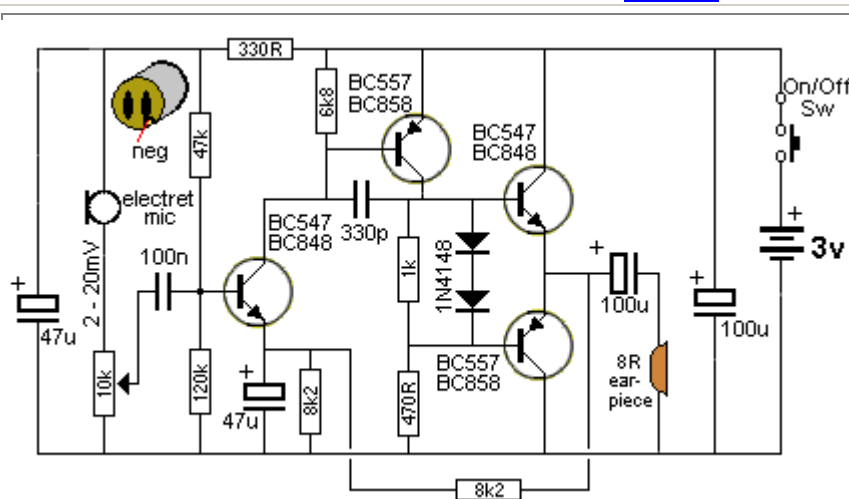 330R
BC557
BC858
6k8
On/Off
Sw
neg
47k
BC547
BC848
electret
mic
BC547
BC848
330p
+
3v
100n
1k
1N4148
+
100u
+
100u
2 - 20mV
+
47u
10k
120k
+
47u
8k2
BC557
BC858
470R
8R
ear-
piece
8k2